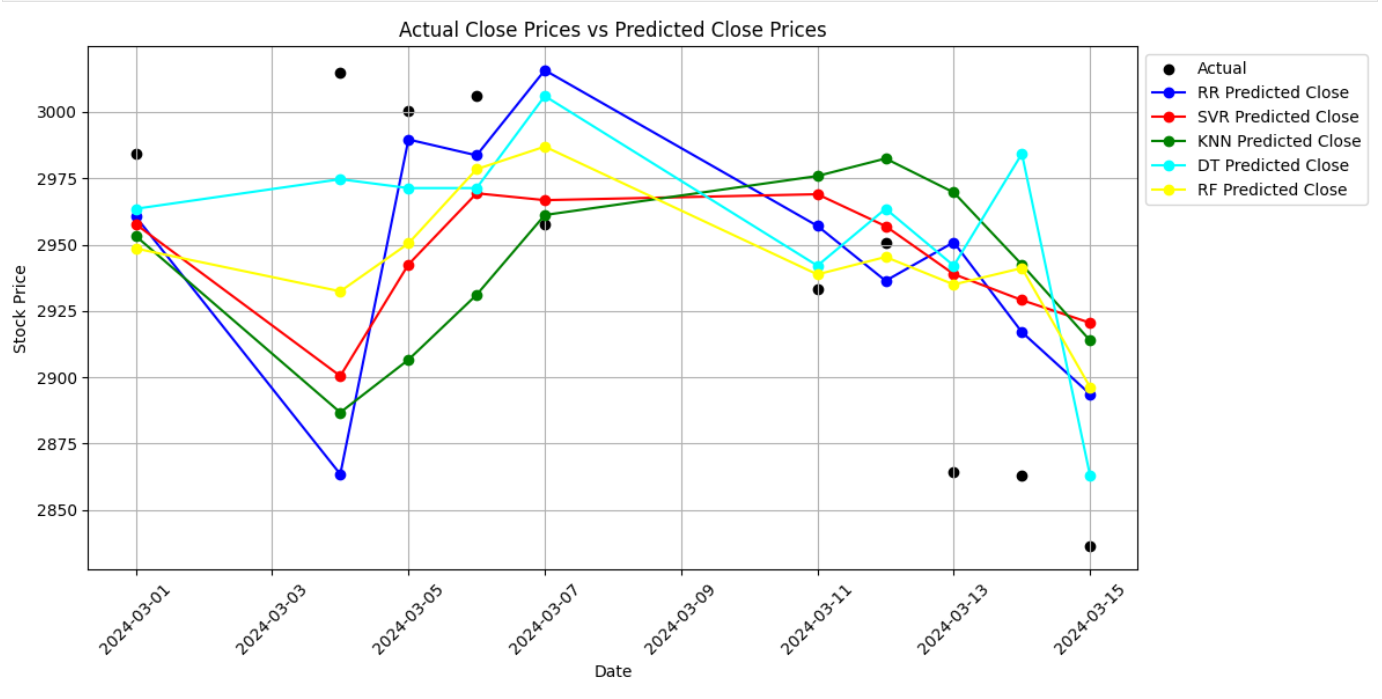 Actual Close Prices vs Predicted Close Prices
Stock Price
3000
2975
2950
2925
2900
2875
2850
2024-03-01
2024-03-03
2024-03-05
2024-03-07
2024-03-09
2024-03-11
2024-03-13
2024-03-15
Date
Actual
RR Predicted Close
SVR Predicted Close
KNN Predicted Close
DT Predicted Close
RF Predicted Close